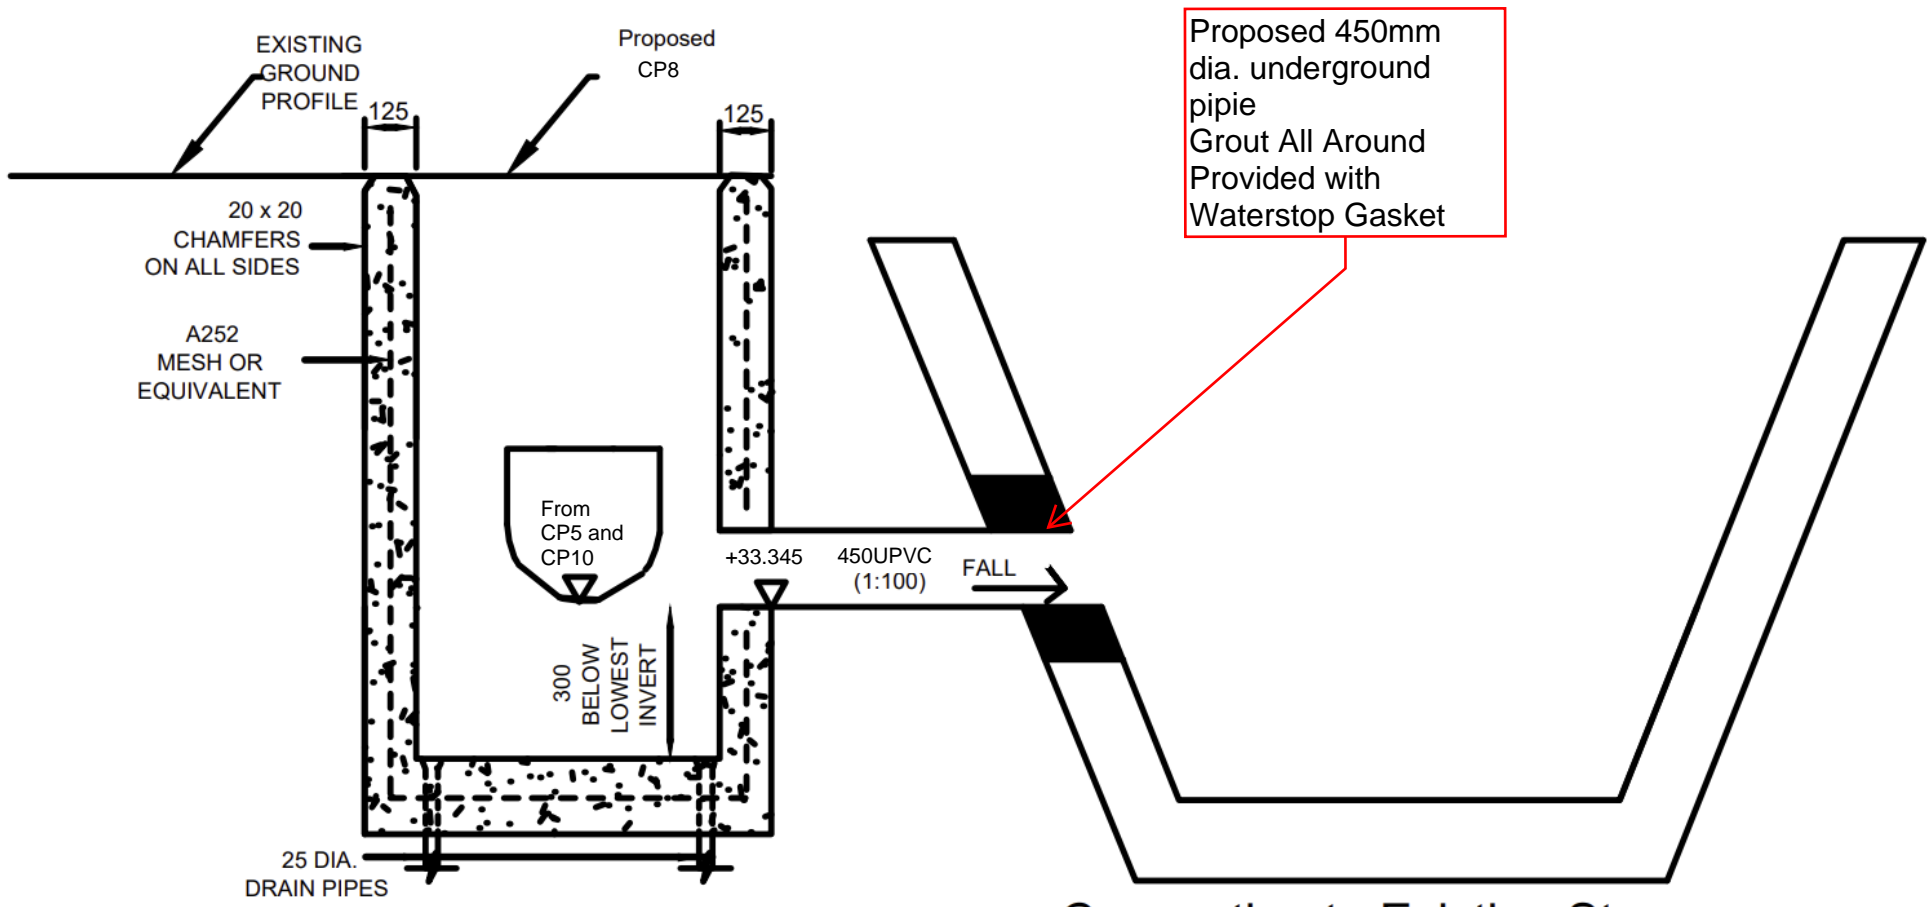 EXISTING
GROUND
PROFILE
Proposed
CP8
Proposed 450mm
dia. underground
pipie
Grout All Around
Provided with
Waterstop Gasket
125
125
20 x 20
CHAMFERS
ON ALL SIDES
A252
MESH OR
EQUIVALENT
From
CP5 and
CP10
+33.345
450UPVC
(1:100)
FALL
300
BELOW
LOWEST
INVERT
25 DIA.
DRAIN PIPES